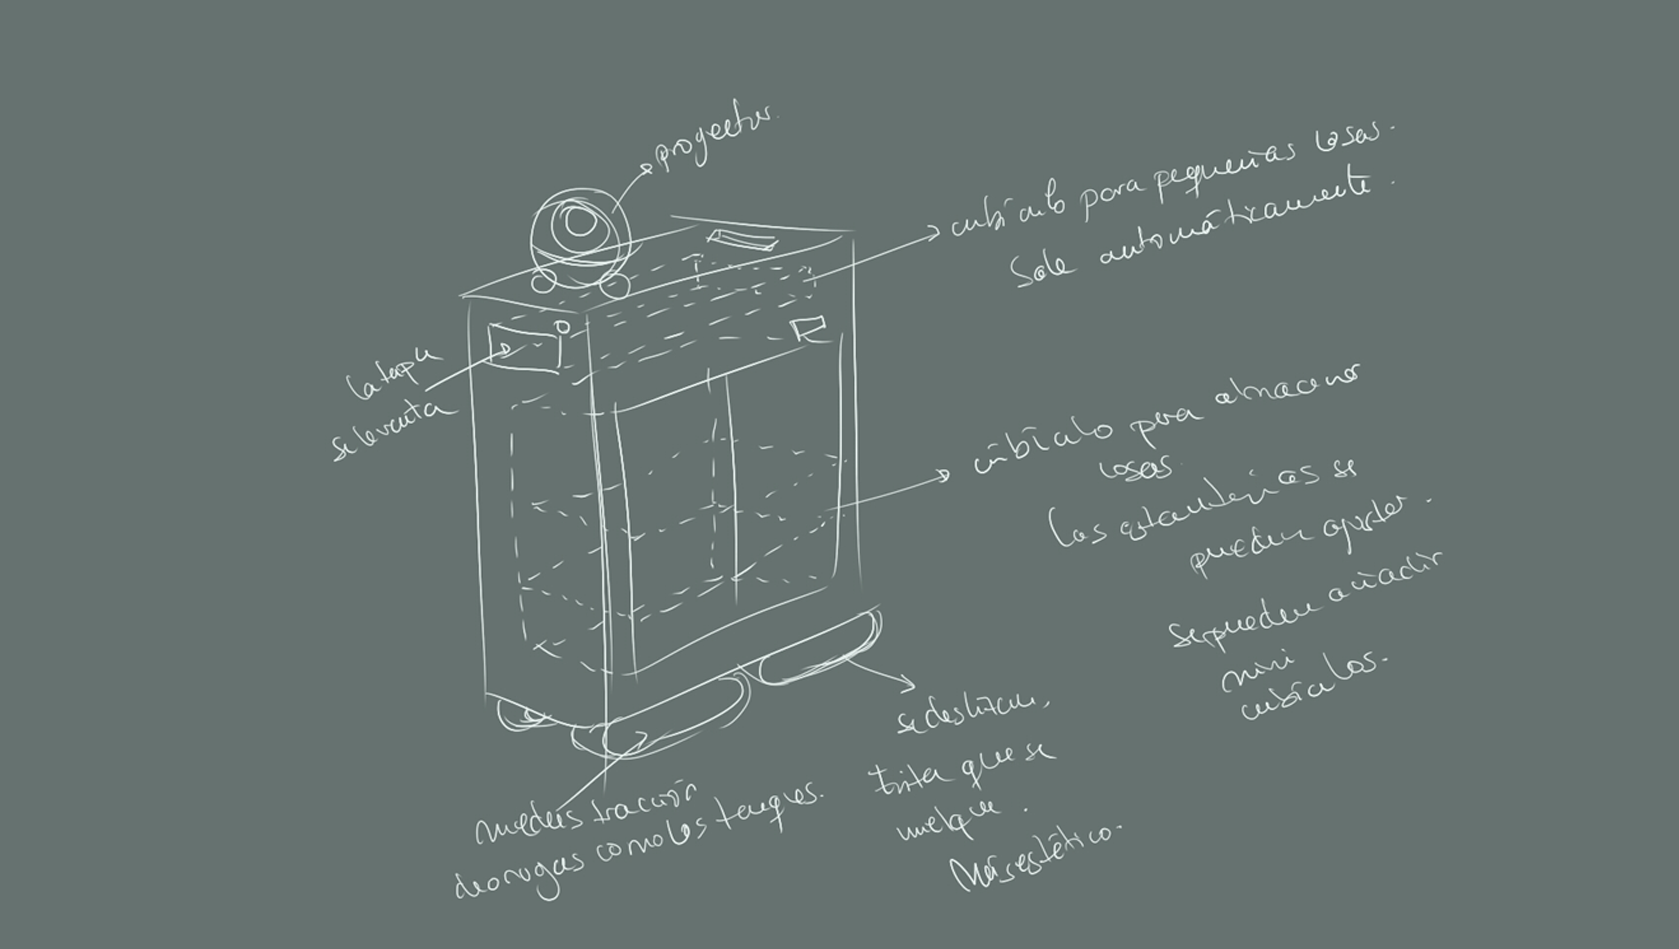 proyector.
cubículo para pequeñas cosas.
Sale automáticamente.
la tapa
se levanta
cubículo para almacenar
cosas.
Las estanterías se
pueden ajustar.
Se pueden añadir
mini
cubículos.
se deslizan,
evita que se
ruedas tracción
de orugas como los tanques.
Más estético.